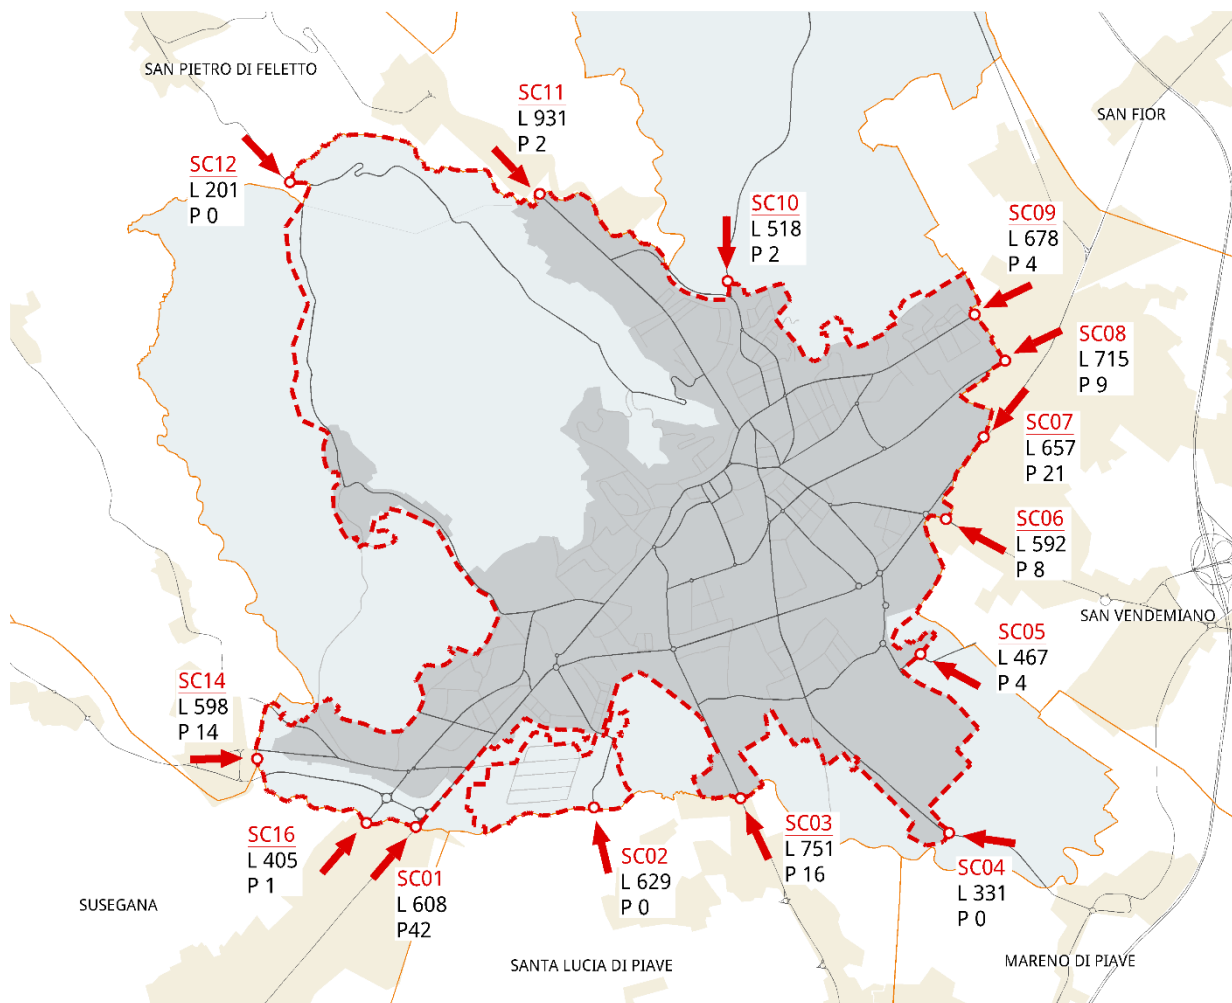 SAN PIETRO DI FELETTO
SC11
L 931
P 2
SAN FIOR
SC12
L 201
P 0
SC10
L 518
P 2
SC09
L 678
P 4
SC08
L 715
P 9
SC07
L 657
P 21
SC06
L 592
P 8
SAN VENDEMIANO
SC05
L 467
P 4
SC14
L 598
P 14
SC16
L 405
P 1
SC01
L 608
P42
SC02
L 629
P 0
SC03
L 751
P 16
SC04
L 331
P 0
SUSEGANA
SANTA LUCIA DI PIAVE
MARENO DI PIAVE